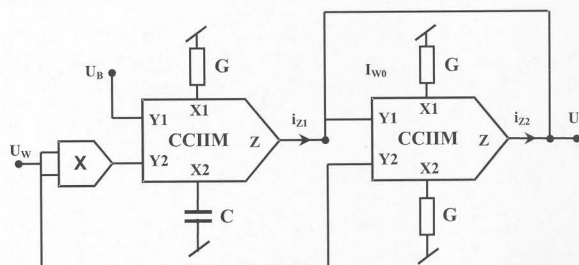 G
U_B
X1
Y1
CCIIM
Z
i_Z1
Y2
X2
U_W
X
C
I_W0
G
X1
Y1
CCIIM
Z
i_Z2
Y2
X2
G
U